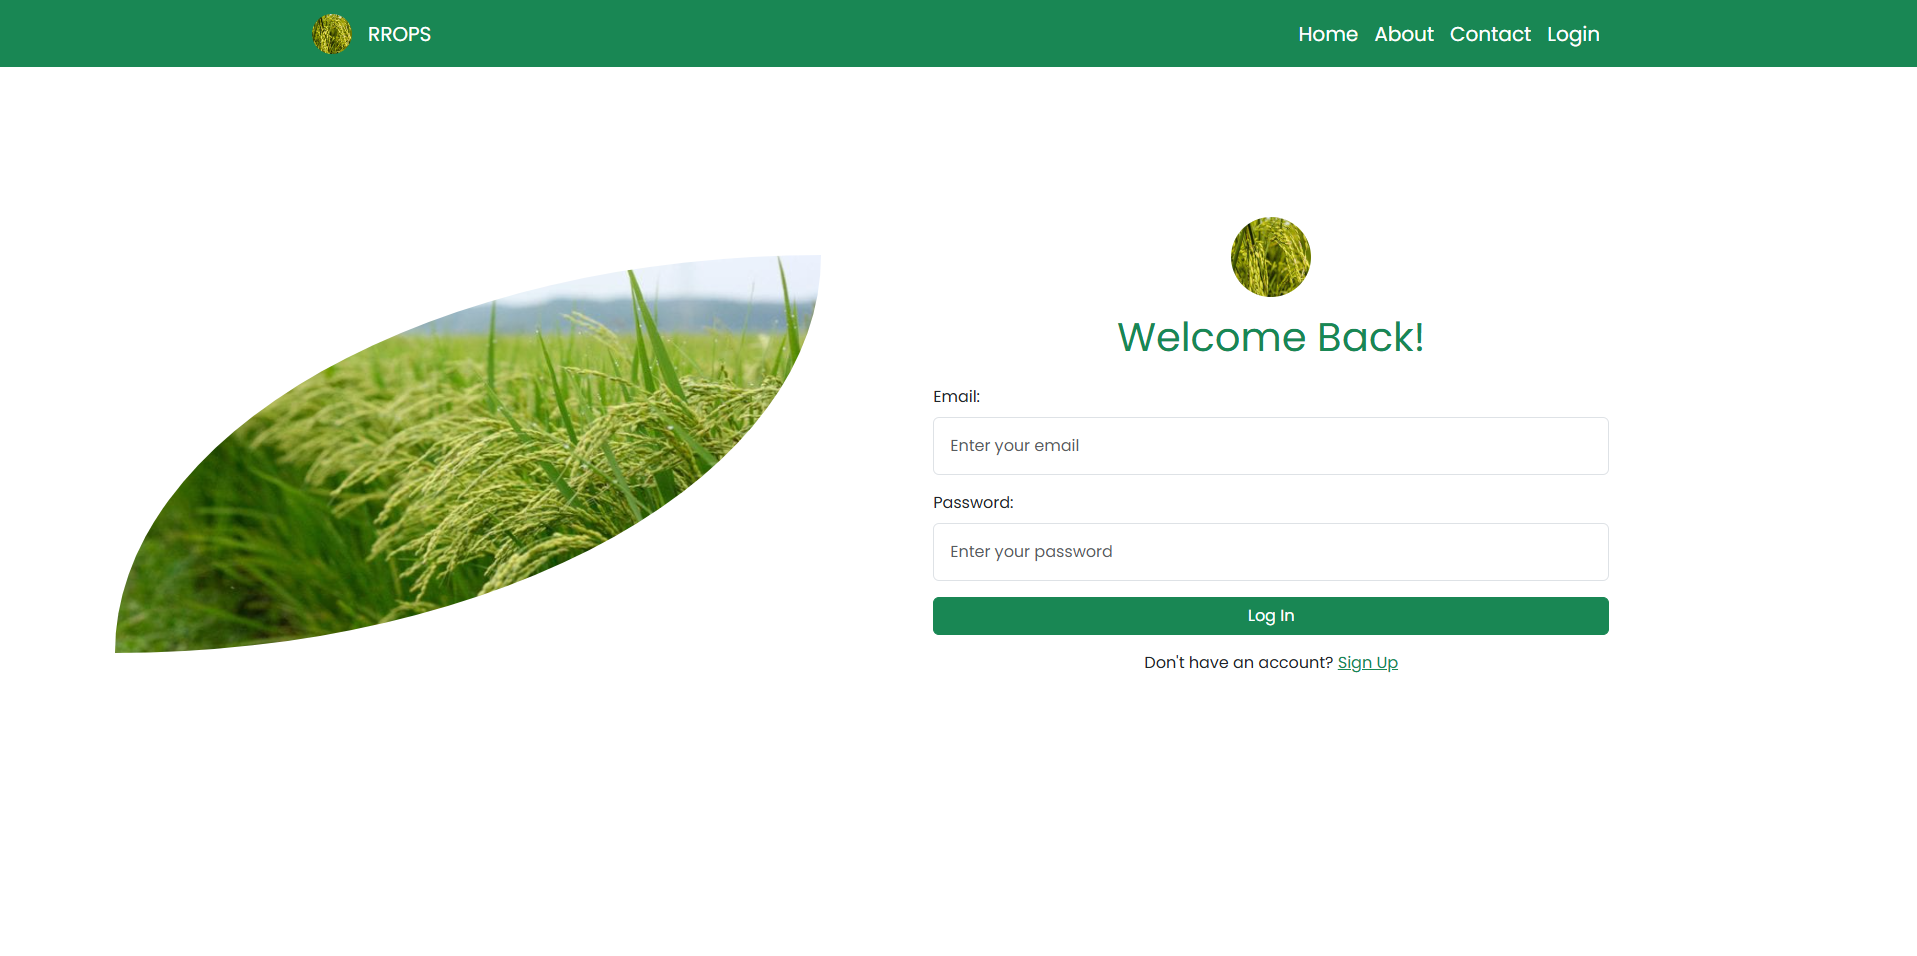 RROPS
Home About Contact Login
Welcome Back!
Email:
Enter your email
Password:
Enter your password
Log In
Don't have an account? Sign Up